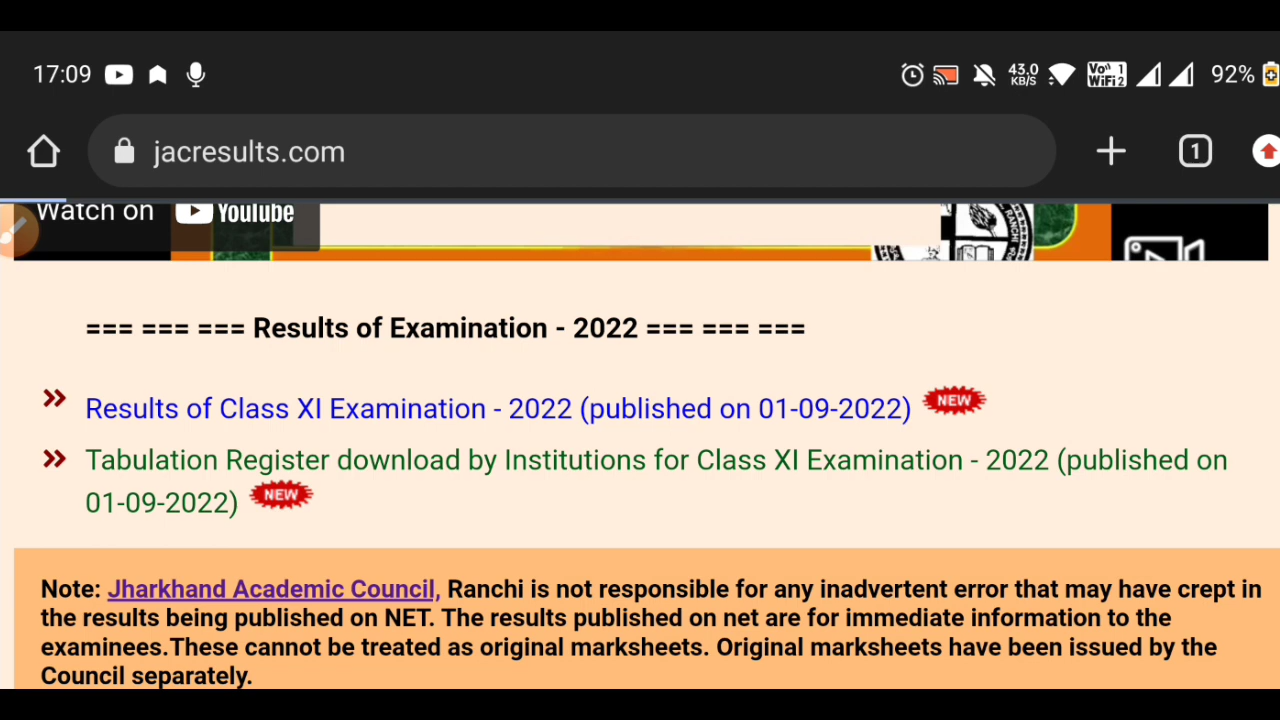 17:09 43.0 KB/S Vo 1 WiFi 2 92%
jacresults.com 1
Watch on YouTube
RANCHI
=== === === Results of Examination - 2022 === === ===
Results of Class XI Examination - 2022 (published on 01-09-2022) NEW
Tabulation Register download by Institutions for Class XI Examination - 2022 (published on
01-09-2022) NEW
Note: Jharkhand Academic Council, Ranchi is not responsible for any inadvertent error that may have crept in
the results being published on NET. The results published on net are for immediate information to the
examinees.These cannot be treated as original marksheets. Original marksheets have been issued by the
Council separately.